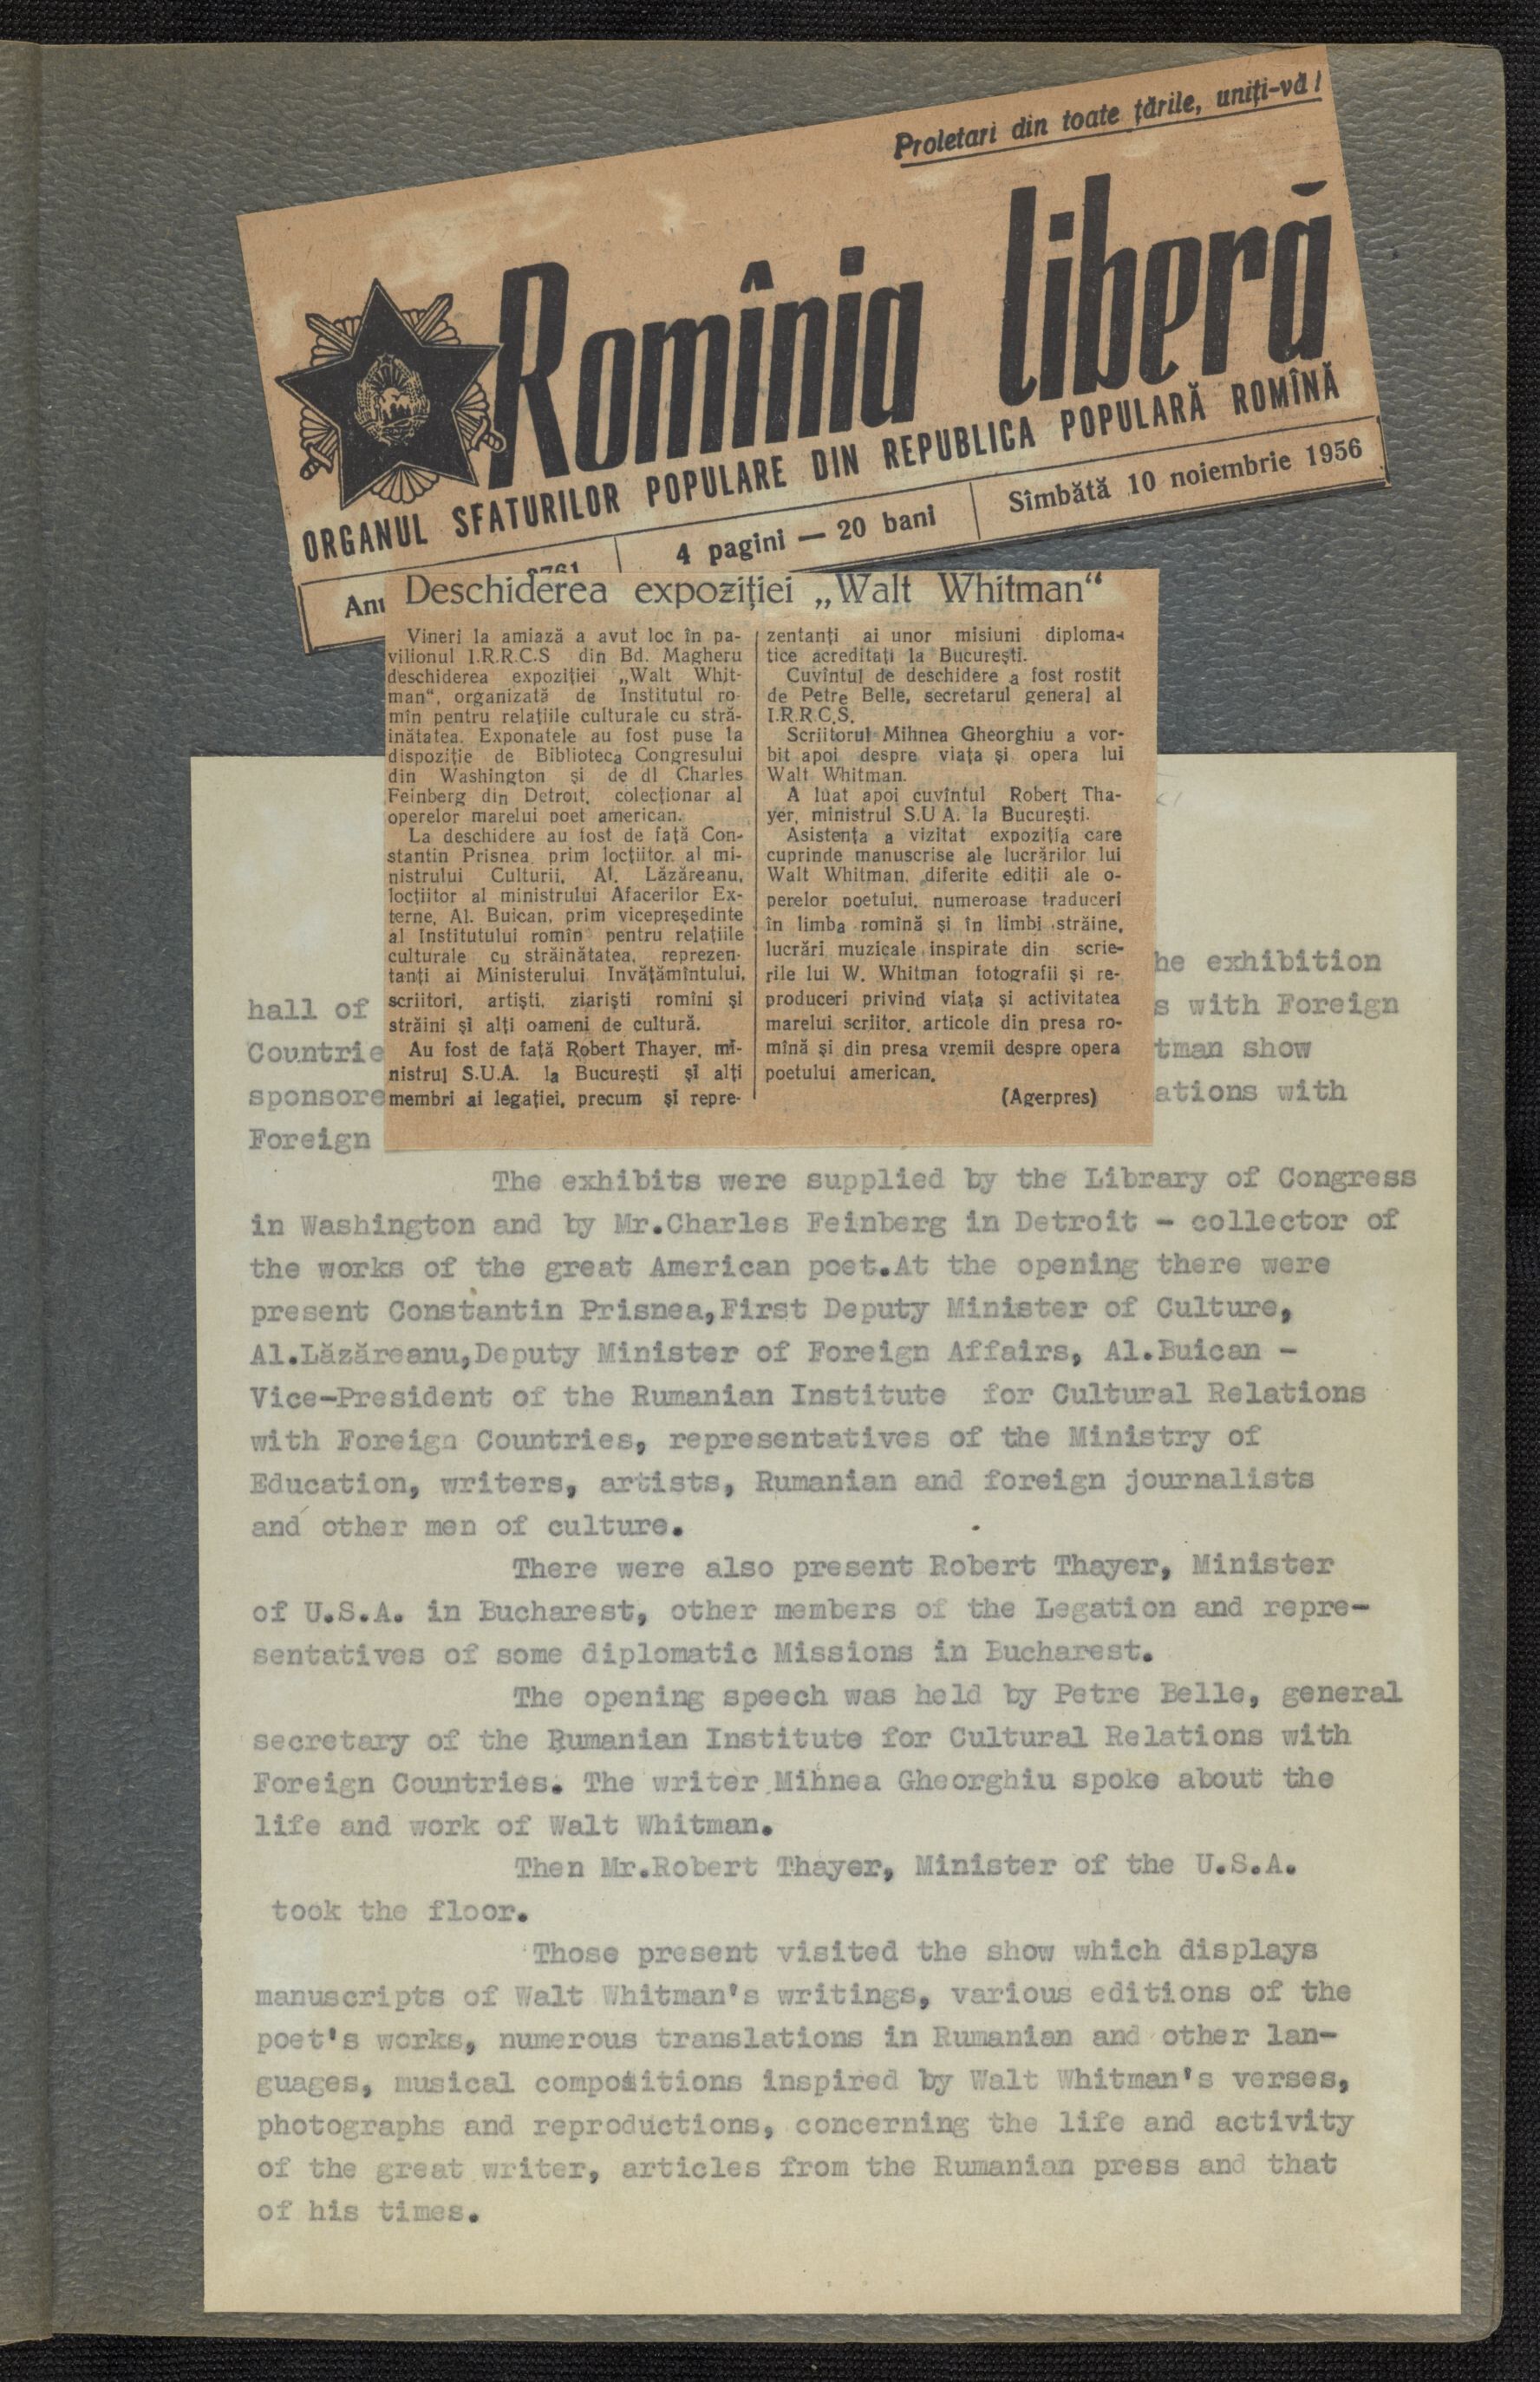 Proletari din toate țările, uniți-vă!
Romînia liberă
ORGANUL SFATURILOR POPULARE DIN REPUBLICA POPULARĂ ROMÎNĂ
4 pagini — 20 bani
Sîmbătă 10 noiembrie 1956
Deschiderea expoziției „Walt Whitman“
Vineri la amiază a avut loc în pa-
vilionul I.R.R.C.S din Bd. Magheru
deschiderea expoziției „Walt Whit-
man“, organizată de Institutul ro-
mîn pentru relațiile culturale cu stră-
inătatea. Exponatele au fost puse la
dispoziție de Biblioteca Congresului
din Washington și de dl Charles
Feinberg din Detroit, colecționar al
operelor marelui poet american.
La deschidere au fost de față Con-
stantin Prisnea, prim locțiitor al mi-
nistrului Culturii, Al. Lăzăreanu,
locțiitor al ministrului Afacerilor Ex-
terne, Al. Buican, prim vicepreședinte
al Institutului romîn pentru relațiile
culturale cu străinătatea, reprezen-
tanți ai Ministerului Invățămîntului,
scriitori, artiști, ziariști romîni și
străini și alți oameni de cultură.
Au fost de față Robert Thayer, mi-
nistrul S.U.A. la București și alți
membri ai legației, precum și repre-
zentanți ai unor misiuni diploma-
tice acreditați la București.
Cuvîntul de deschidere a fost rostit
de Petre Belle, secretarul general al
I.R.R.C.S.
Scriitorul Mihnea Gheorghiu a vor-
bit apoi despre viața și opera lui
Walt Whitman.
A luat apoi cuvîntul Robert Tha-
yer, ministrul S.U.A. la București.
Asistența a vizitat expoziția care
cuprinde manuscrise ale lucrărilor lui
Walt Whitman, diferite ediții ale o-
perelor poetului, numeroase traduceri
în limba romînă și în limbi străine,
lucrări muzicale inspirate din scrie-
rile lui W. Whitman fotografii și re-
produceri privind viața și activitatea
marelui scriitor, articole din presa ro-
mînă și din presa vremii despre opera
poetului american.
(Agerpres)
he exhibition
hall of s with Foreign
Countrie tman show
sponsore ations with
Foreign
The exhibits were supplied by the Library of Congress
in Washington and by Mr.Charles Feinberg in Detroit - collector of
the works of the great American poet.At the opening there were
present Constantin Prisnea,First Deputy Minister of Culture,
Al.Lăzăreanu,Deputy Minister of Foreign Affairs, Al.Buican -
Vice-President of the Rumanian Institute for Cultural Relations
with Foreign Countries, representatives of the Ministry of
Education, writers, artists, Rumanian and foreign journalists
and other men of culture.
There were also present Robert Thayer, Minister
of U.S.A. in Bucharest, other members of the Legation and repre-
sentatives of some diplomatic Missions in Bucharest.
The opening speech was held by Petre Belle, general
secretary of the Rumanian Institute for Cultural Relations with
Foreign Countries. The writer Mihnea Gheorghiu spoke about the
life and work of Walt Whitman.
Then Mr.Robert Thayer, Minister of the U.S.A.
took the floor.
Those present visited the show which displays
manuscripts of Walt Whitman's writings, various editions of the
poet's works, numerous translations in Rumanian and other lan-
guages, musical compositions inspired by Walt Whitman's verses,
photographs and reproductions, concerning the life and activity
of the great writer, articles from the Rumanian press and that
of his times.